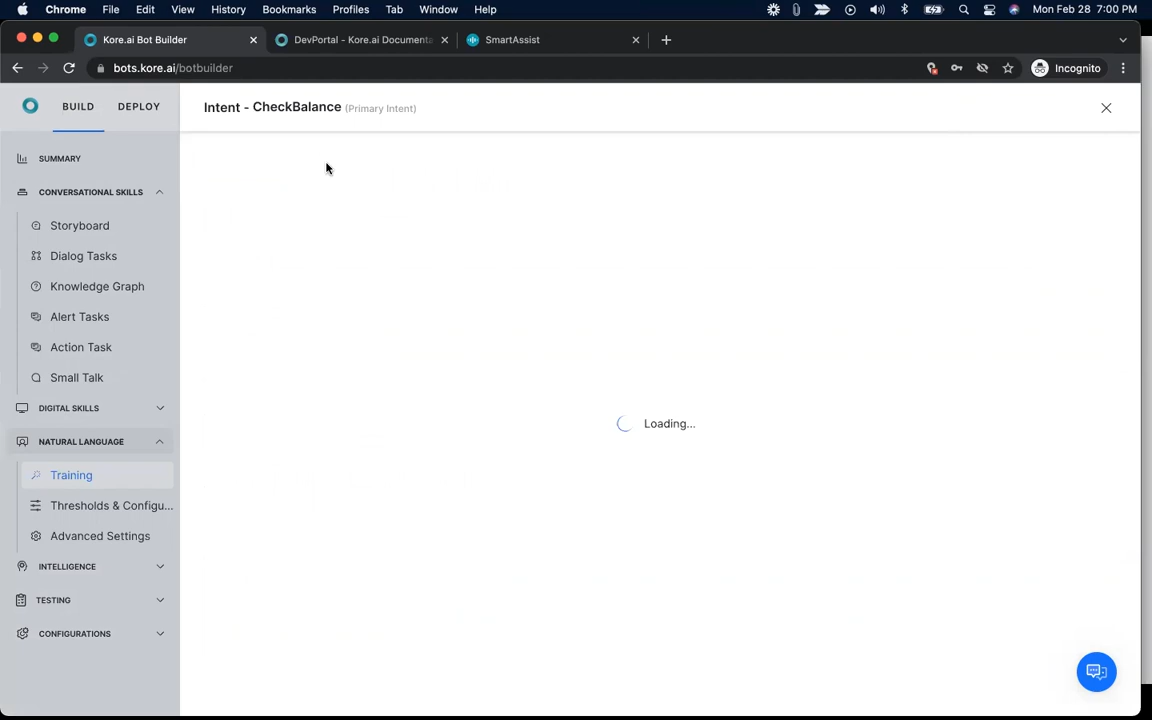 Chrome File Edit View History Bookmarks Profiles Tab Window Help Mon Feb 28 7:00 PM
Kore.ai Bot Builder DevPortal - Kore.ai Documenta SmartAssist
bots.kore.ai/botbuilder Incognito
BUILD DEPLOY Intent - CheckBalance (Primary Intent)
SUMMARY
CONVERSATIONAL SKILLS
Storyboard
Dialog Tasks
Knowledge Graph
Alert Tasks
Action Task
Small Talk
DIGITAL SKILLS
Loading...
NATURAL LANGUAGE
Training
Thresholds & Configu...
Advanced Settings
INTELLIGENCE
TESTING
CONFIGURATIONS